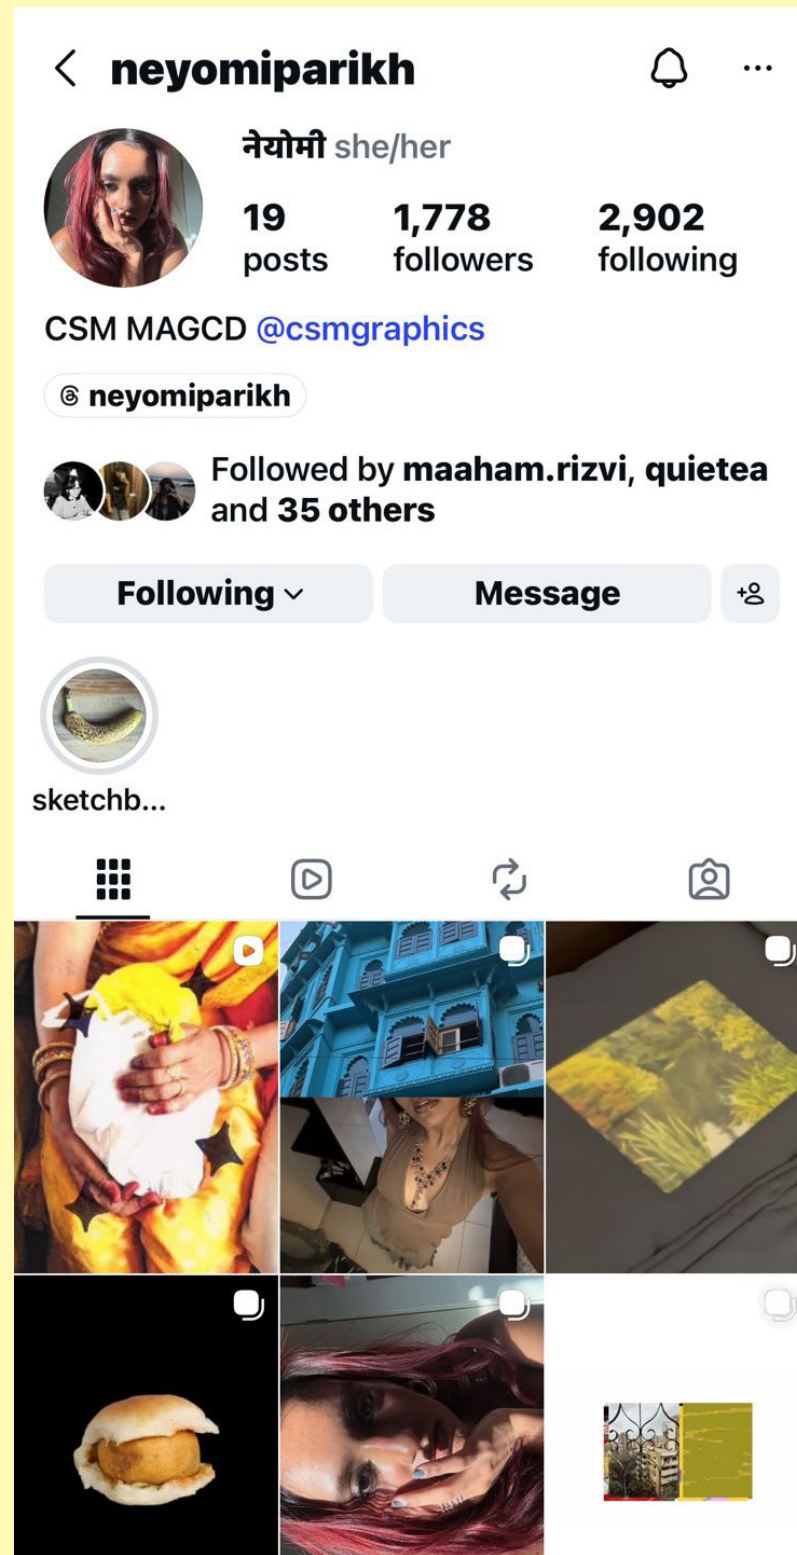 neyomiparikh
नेयोमी she/her
19 1,778 2,902
posts followers following
CSM MAGCD @csmgraphics
neyomiparikh
Followed by maaham.rizvi, quietea
and 35 others
Following Message
sketchb...